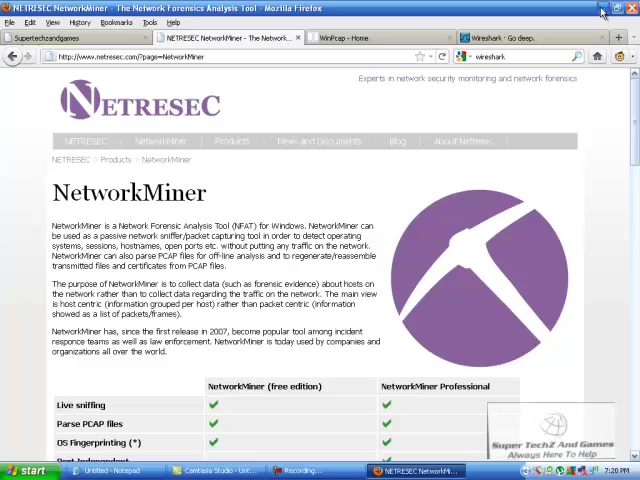 NETRESEC NetworkMiner - The Network Forensics Analysis Tool - Mozilla Firefox
File Edit View History Bookmarks Tools Help
Supertechzandgames
NETRESEC NetworkMiner - The Network...
WinPcap - Home
Wireshark · Go deep.
http://www.netresec.com/?page=NetworkMiner
wireshark
Experts in network security monitoring and network forensics
NETRESEC
NETRESEC NetworkMiner Products News and Documents Blog About Netresec
NETRESEC > Products > NetworkMiner
NetworkMiner
NetworkMiner is a Network Forensic Analysis Tool (NFAT) for Windows. NetworkMiner can
be used as a passive network sniffer/packet capturing tool in order to detect operating
systems, sessions, hostnames, open ports etc. without putting any traffic on the network.
NetworkMiner can also parse PCAP files for off-line analysis and to regenerate/reassemble
transmitted files and certificates from PCAP files.
The purpose of NetworkMiner is to collect data (such as forensic evidence) about hosts on
the network rather than to collect data regarding the traffic on the network. The main view
is host centric (information grouped per host) rather than packet centric (information
showed as a list of packets/frames).
NetworkMiner has, since the first release in 2007, become popular tool among incident
responce teams as well as law enforcement. NetworkMiner is today used by companies and
organizations all over the world.
NetworkMiner (free edition) NetworkMiner Professional
Live sniffing
Parse PCAP files
OS Fingerprinting (*)
Port Independent
Super TechZ And Games
Always Here To Help
start
Untitled - Notepad
Camtasia Studio - Unt...
Recording...
NETRESEC NetworkMi...
7:20 PM